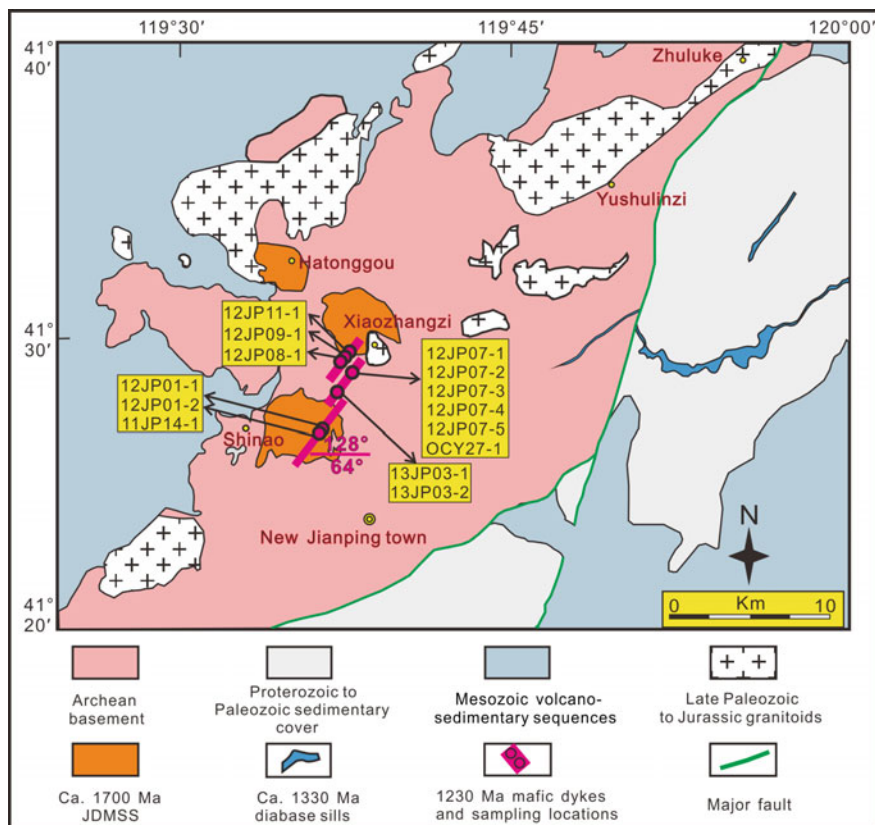 119°30′ 119°45′ 120°00′
41°
40′
Zhuluke
Yushulinzi
Hatonggou
41°
30′
12JP11-1
12JP09-1
12JP08-1
Xiaozhangzi
12JP07-1
12JP07-2
12JP07-3
12JP07-4
12JP07-5
OCY27-1
12JP01-1
12JP01-2
11JP14-1
Shinao
128°
64°
13JP03-1
13JP03-2
New Jianping town
N
Km
0 10
41°
20′
Archean
basement
Proterozoic to
Paleozoic sedimentary
cover
Mesozoic volcano-
sedimentary sequences
Late Paleozoic
to Jurassic granitoids
Ca. 1700 Ma
JDMSS
Ca. 1330 Ma
diabase sills
1230 Ma mafic dykes
and sampling locations
Major fault